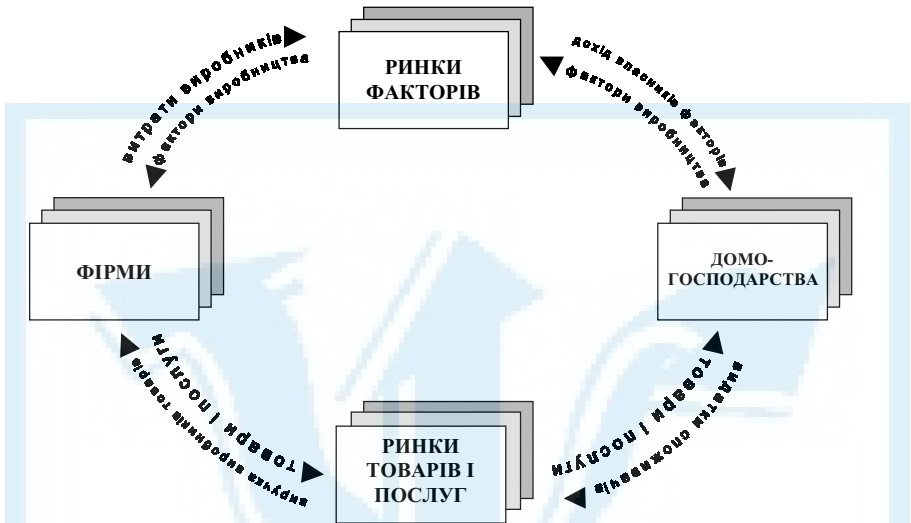 РИНКИ
ФАКТОРІВ
витрати виробників
фактори виробництва
дохід власників факторів
фактори виробництва
ФІРМИ
ДОМО-
ГОСПОДАРСТВА
товари і послуги
виручка виробників товарів
товари і послуги
видатки споживачів
РИНКИ
ТОВАРІВ І
ПОСЛУГ